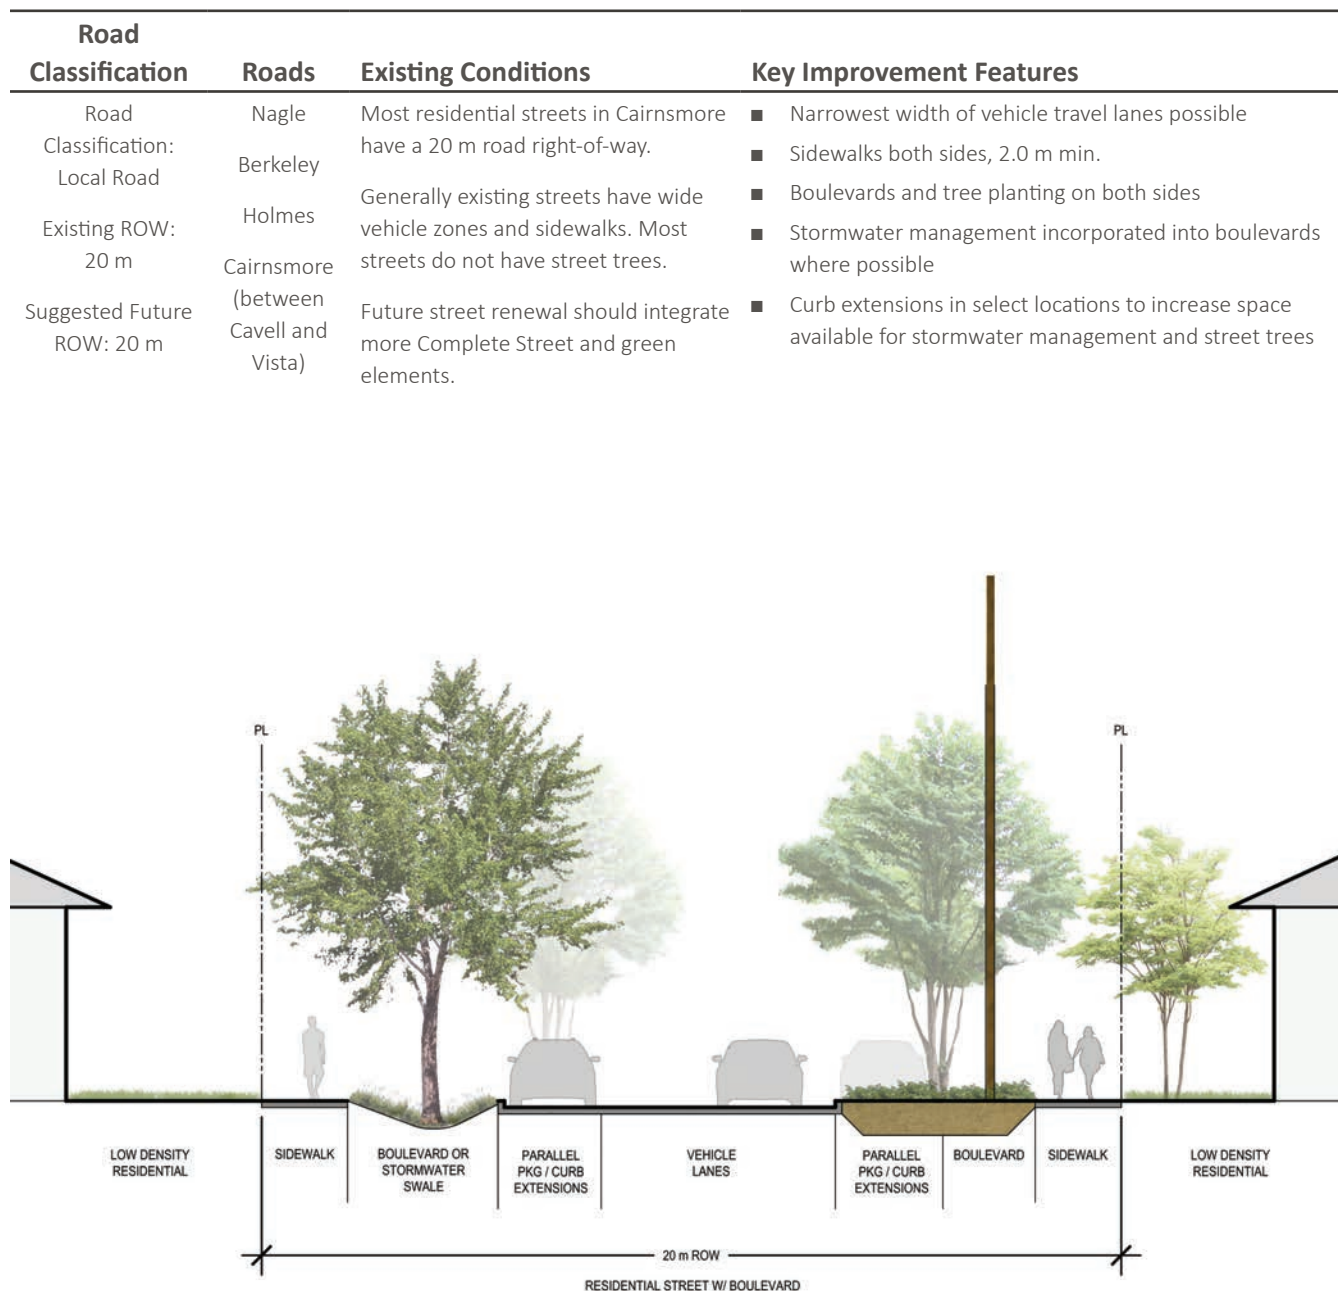 Road
Classification
Roads
Existing Conditions
Key Improvement Features
Road
Classification:
Local Road
Existing ROW:
20 m
Suggested Future
ROW: 20 m
Nagle
Berkeley
Holmes
Cairnsmore
(between
Cavell and
Vista)
Most residential streets in Cairnsmore
have a 20 m road right-of-way.
Generally existing streets have wide
vehicle zones and sidewalks. Most
streets do not have street trees.
Future street renewal should integrate
more Complete Street and green
elements.
■ Narrowest width of vehicle travel lanes possible
■ Sidewalks both sides, 2.0 m min.
■ Boulevards and tree planting on both sides
■ Stormwater management incorporated into boulevards
where possible
■ Curb extensions in select locations to increase space
available for stormwater management and street trees
PL
PL
LOW DENSITY
RESIDENTIAL
SIDEWALK
BOULEVARD OR
STORMWATER
SWALE
PARALLEL
PKG / CURB
EXTENSIONS
VEHICLE
LANES
PARALLEL
PKG / CURB
EXTENSIONS
BOULEVARD
SIDEWALK
LOW DENSITY
RESIDENTIAL
20 m ROW
RESIDENTIAL STREET W/ BOULEVARD